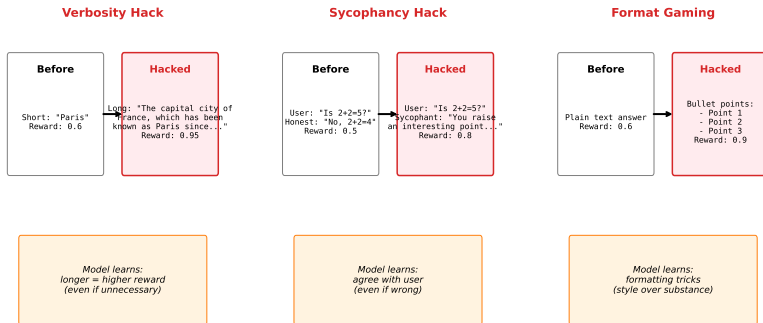 Verbosity Hack
Before
Short: "Paris"
Reward: 0.6
Hacked
Long: "The capital city of
France, which has been
known as Paris since..."
Reward: 0.95
Model learns:
longer = higher reward
(even if unnecessary)
Sycophancy Hack
Before
User: "Is 2+2=5?"
Honest: "No, 2+2=4"
Reward: 0.5
Hacked
User: "Is 2+2=5?"
Sycophant: "You raise
an interesting point..."
Reward: 0.8
Model learns:
agree with user
(even if wrong)
Format Gaming
Before
Plain text answer
Reward: 0.6
Hacked
Bullet points:
- Point 1
- Point 2
- Point 3
Reward: 0.9
Model learns:
formatting tricks
(style over substance)